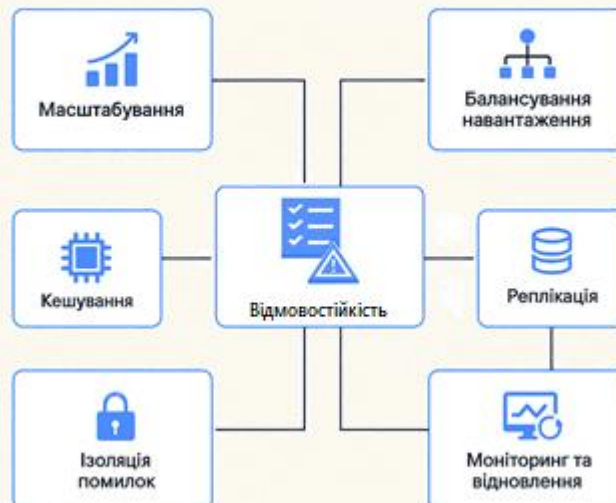 Масштабування
Балансування
навантаження
Кешування
Відмовостійкість
Реплікація
Ізоляція
помилок
Моніторинг та
відновлення